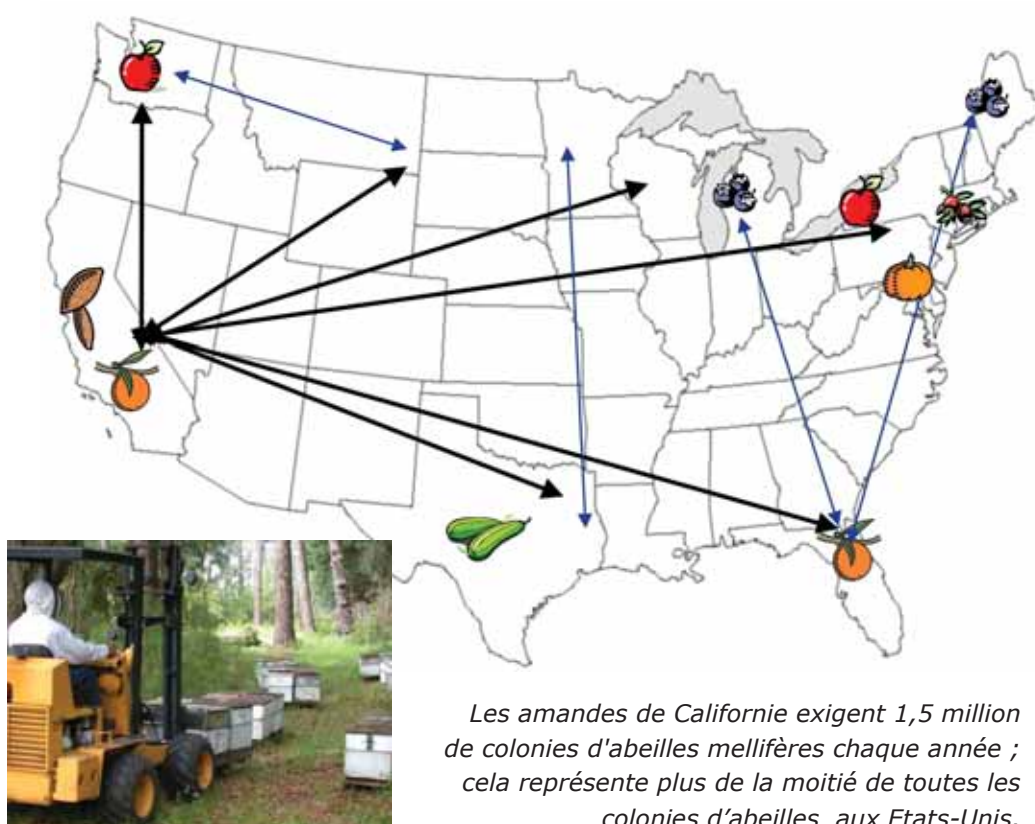 Les amandes de Californie exigent 1,5 million
de colonies d'abeilles mellifères chaque année ;
cela représente plus de la moitié de toutes les
colonies d'abeilles aux Etats-Unis.